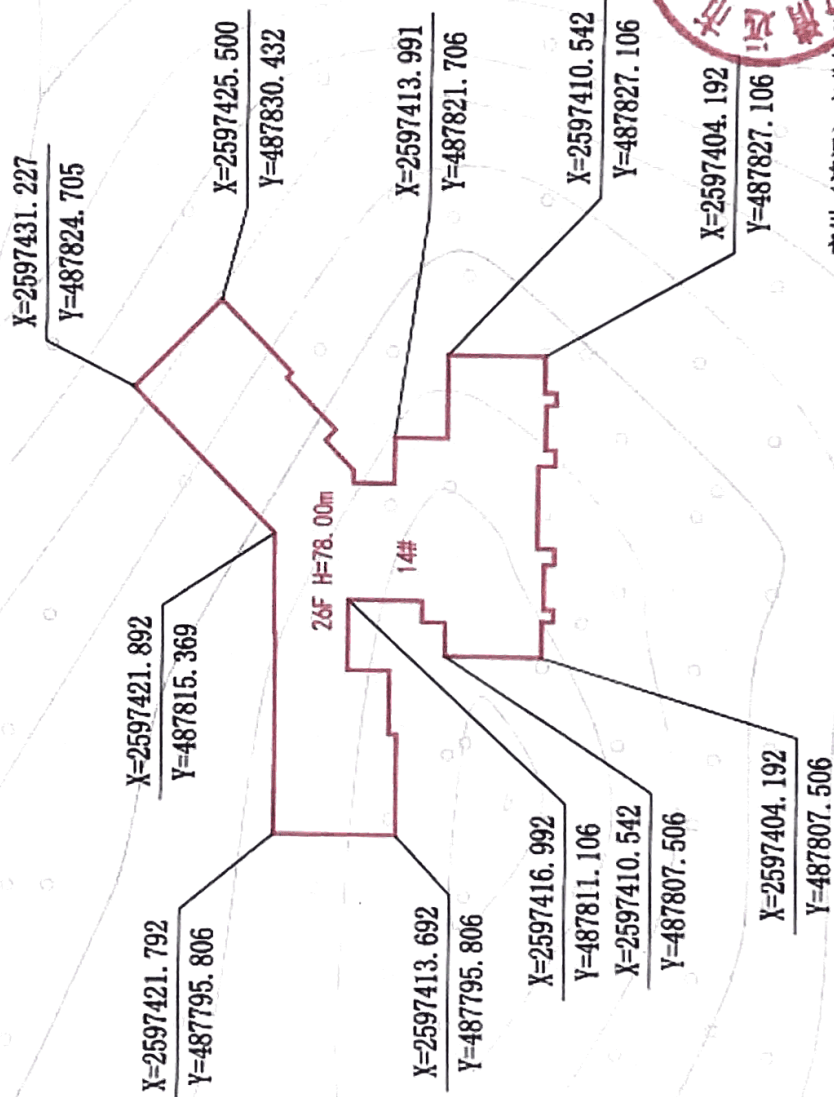 X=2597431.227
Y=487824.705
X=2597425.500
Y=487830.432
X=2597413.991
Y=487821.706
X=2597410.542
Y=487827.106
X=2597404.192
Y=487827.106
X=2597421.892
Y=487815.369
26F H=78.00m
14#
X=2597421.792
Y=487795.806
X=2597413.692
Y=487795.806
X=2597416.992
Y=487811.106
X=2597410.542
Y=487807.506
X=2597404.192
Y=487807.506
市
远